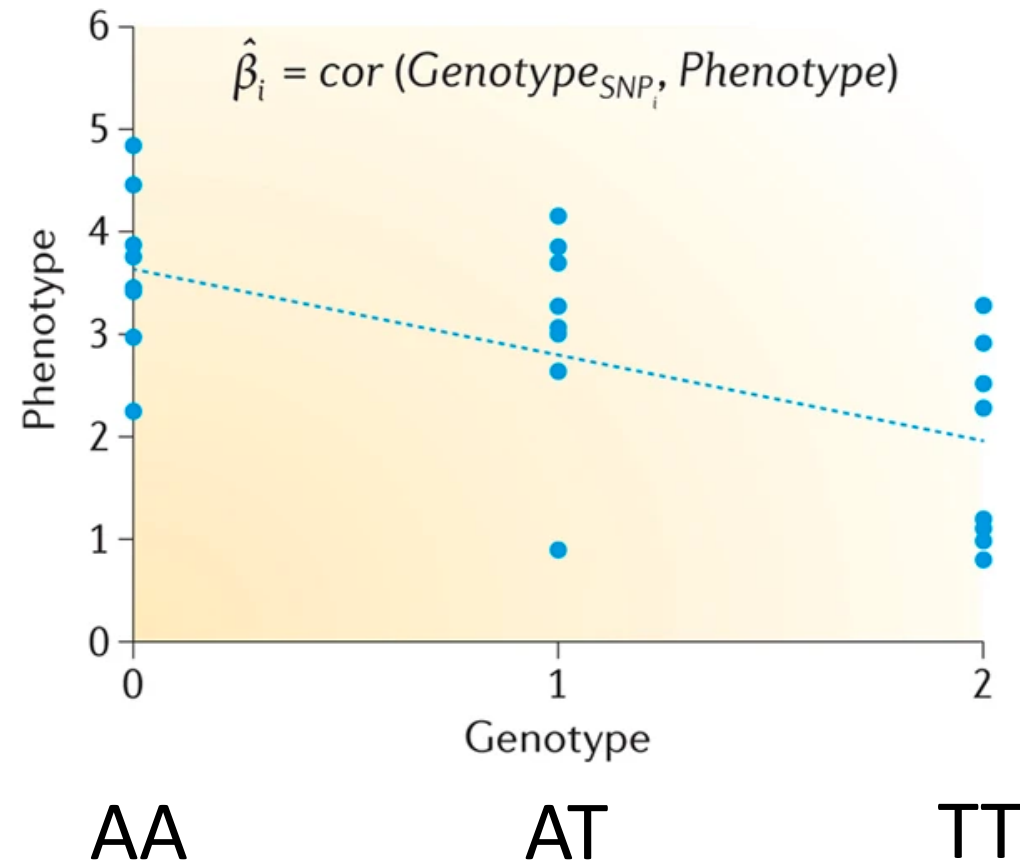 β̂ᵢ = cor (Genotype_SNPᵢ, Phenotype)
6
5
4
3
2
1
0
Phenotype
0 1 2
Genotype
AA AT TT